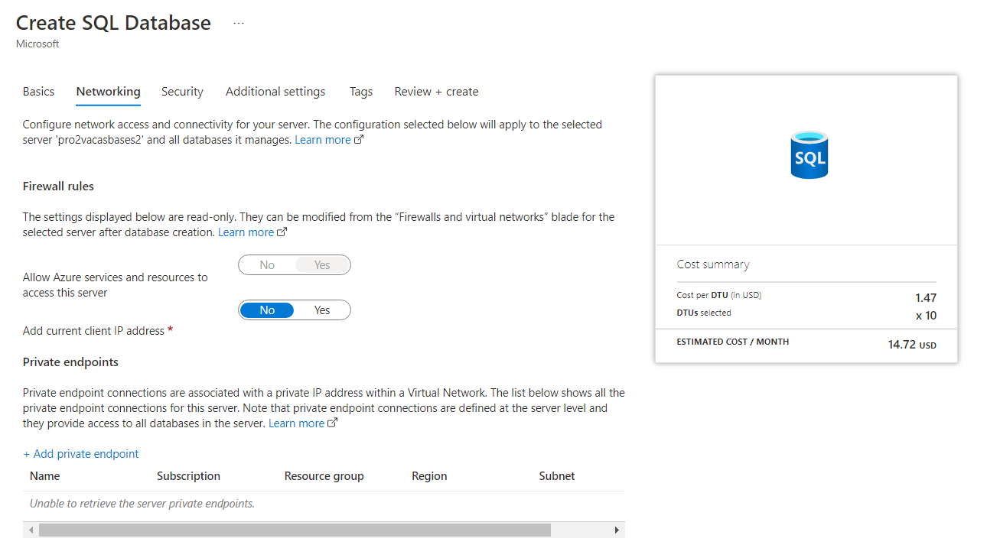 Create SQL Database ...
Microsoft
Basics Networking Security Additional settings Tags Review + create
Configure network access and connectivity for your server. The configuration selected below will apply to the selected
server 'pro2vacasbases2' and all databases it manages. Learn more
Firewall rules
The settings displayed below are read-only. They can be modified from the “Firewalls and virtual networks” blade for the
selected server after database creation. Learn more
No Yes
Allow Azure services and resources to
access this server
No Yes
Add current client IP address *
Private endpoints
Private endpoint connections are associated with a private IP address within a Virtual Network. The list below shows all the
private endpoint connections for this server. Note that private endpoint connections are defined at the server level and
they provide access to all databases in the server. Learn more
+ Add private endpoint
Name Subscription Resource group Region Subnet
Unable to retrieve the server private endpoints.
SQL
Cost summary
Cost per DTU (in USD) 1.47
DTUs selected x 10
ESTIMATED COST / MONTH 14.72 USD